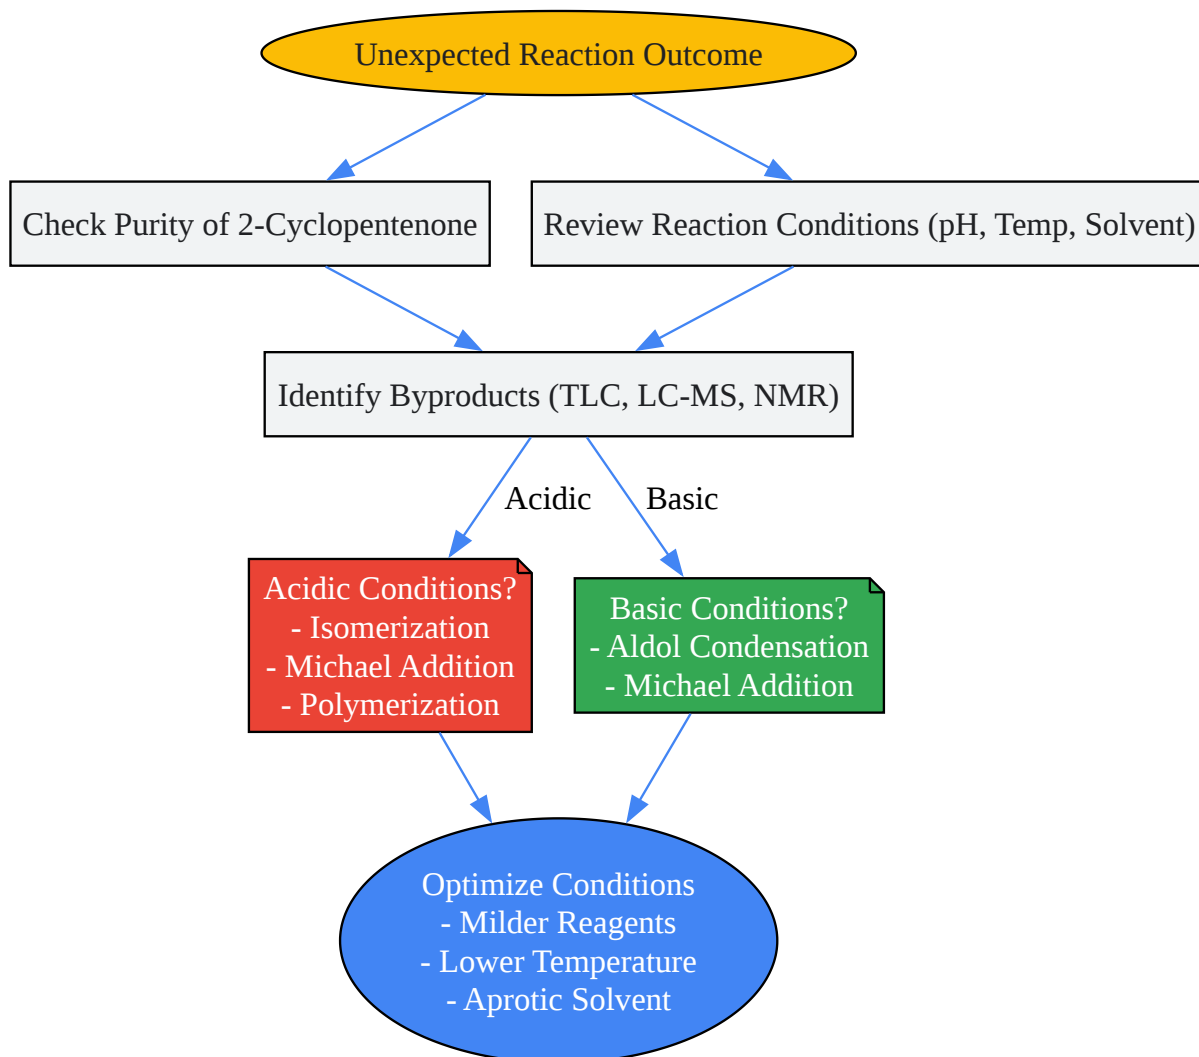 Unexpected Reaction Outcome
Check Purity of 2-Cyclopentenone
Review Reaction Conditions (pH, Temp, Solvent)
Identify Byproducts (TLC, LC-MS, NMR)
Acidic
Basic
Acidic Conditions?
- Isomerization
- Michael Addition
- Polymerization
Basic Conditions?
- Aldol Condensation
- Michael Addition
Optimize Conditions
- Milder Reagents
- Lower Temperature
- Aprotic Solvent